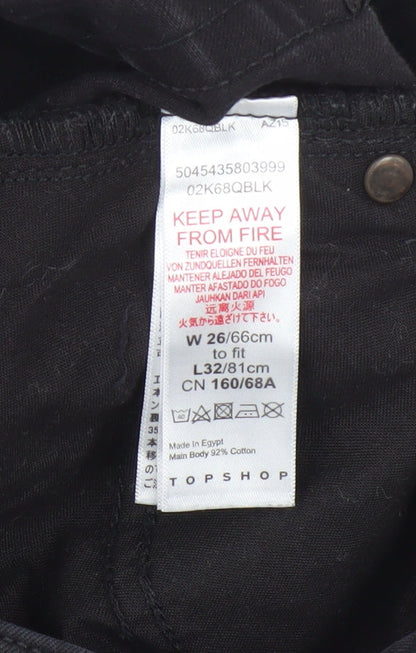 02K68QBLK AZ15
5045435803999
02K68QBLK
KEEP AWAY
FROM FIRE
TENIR ELOIGNE DU FEU
VON ZUNDQUELLEN FERNHALTEN
MANTENER ALEJADO DEL FEUGO
MANTER AFASTADO DO FOGO
JAUHKAN DARI API
远离火源
火気から遠ざけて下さい。
W 26/66cm
to fit
L32/81cm
CN 160/68A
40
Made in Egypt
Main Body 92% Cotton
TOPSHOP